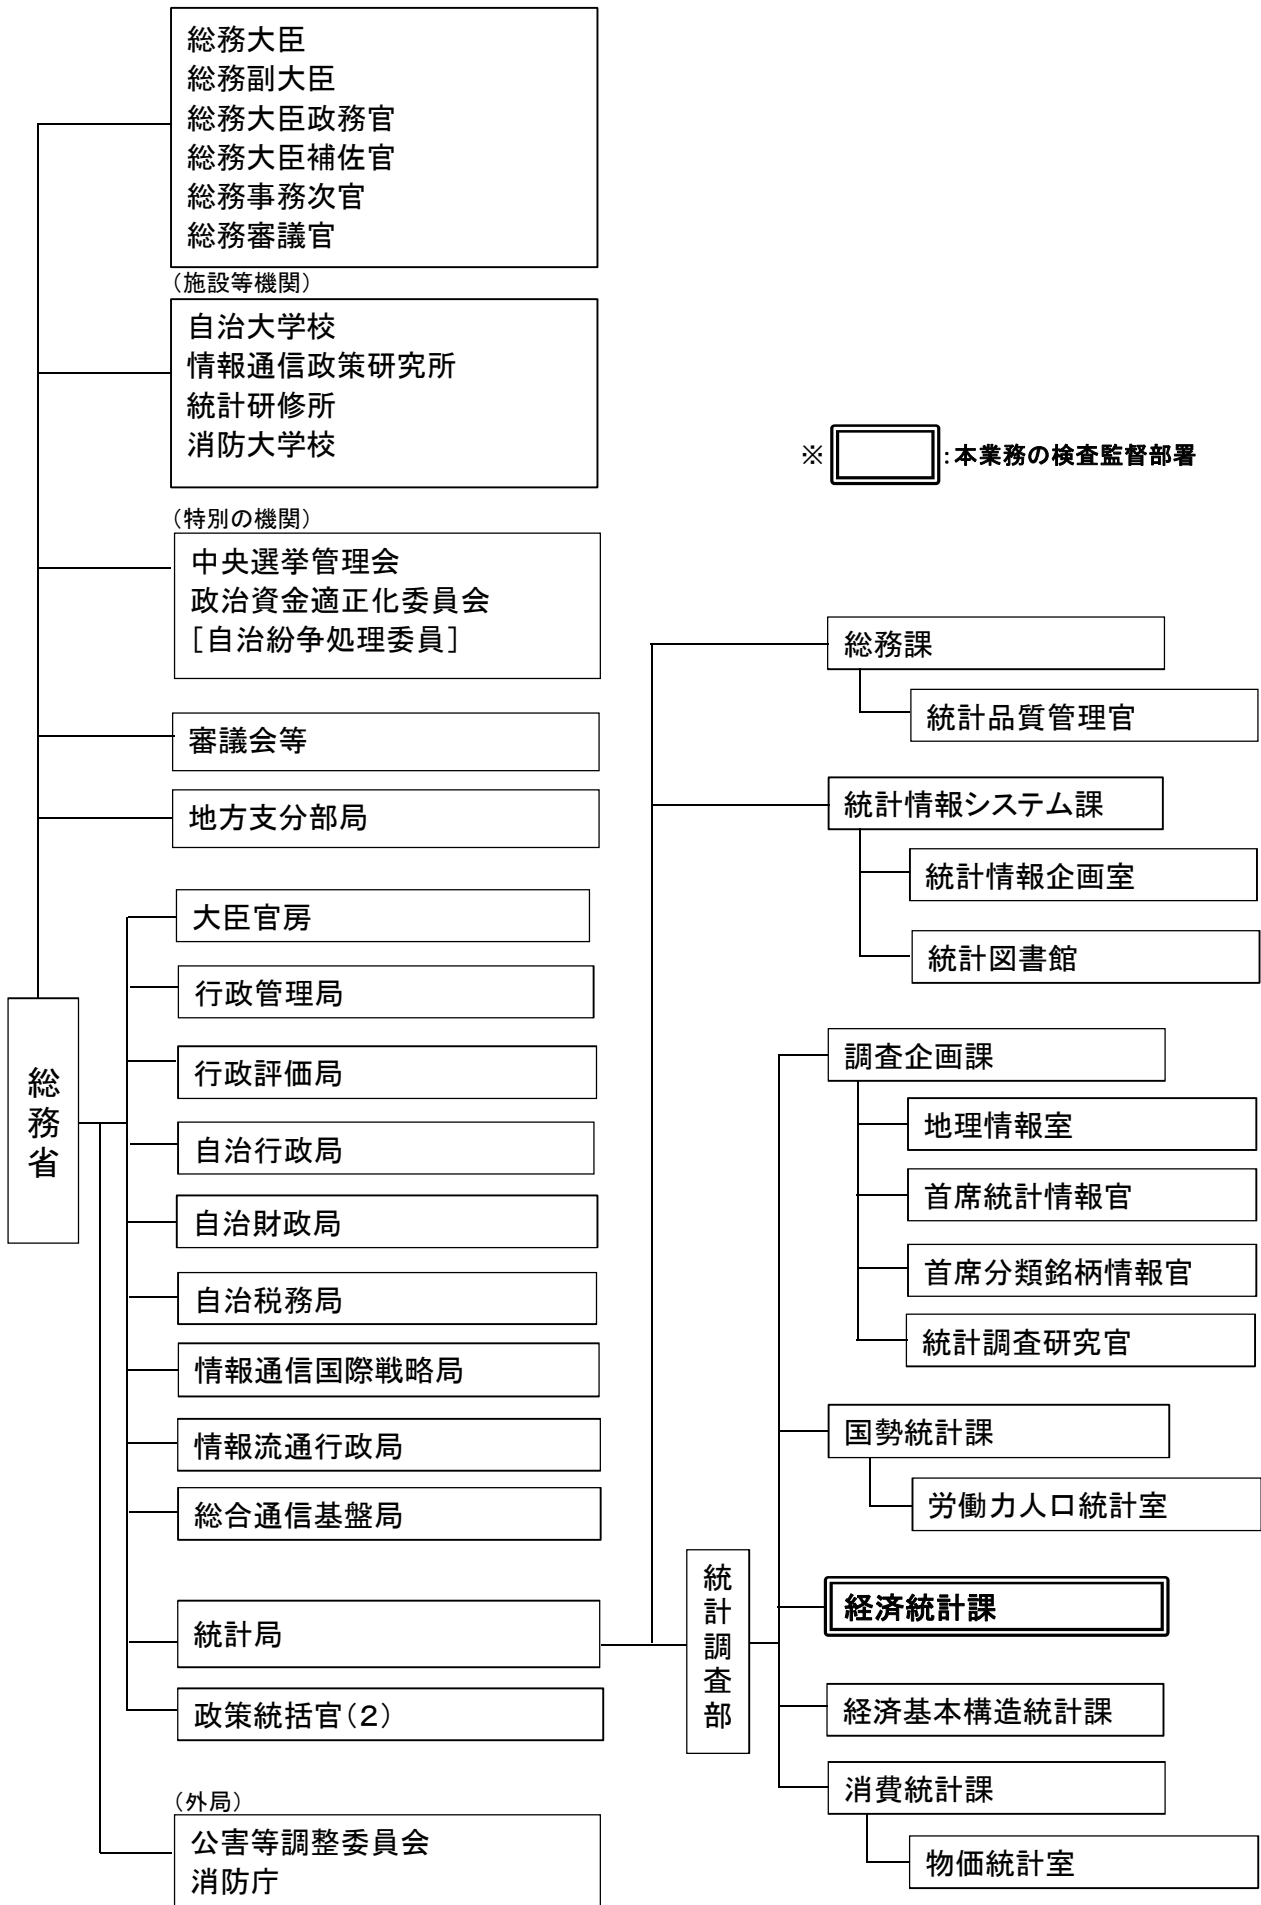 総務大臣
総務副大臣
総務大臣政務官
総務大臣補佐官
総務事務次官
総務審議官
（施設等機関）
自治大学校
情報通信政策研究所
統計研修所
消防大学校
※ ：本業務の検査監督部署
（特別の機関）
中央選挙管理会
政治資金適正化委員会
［自治紛争処理委員］
審議会等
地方支分部局
総務省
大臣官房
行政管理局
行政評価局
自治行政局
自治財政局
自治税務局
情報通信国際戦略局
情報流通行政局
総合通信基盤局
統計局
政策統括官（２）
（外局）
公害等調整委員会
消防庁
総務課
統計品質管理官
統計情報システム課
統計情報企画室
統計図書館
統計調査部
調査企画課
地理情報室
首席統計情報官
首席分類銘柄情報官
統計調査研究官
国勢統計課
労働力人口統計室
経済統計課
経済基本構造統計課
消費統計課
物価統計室